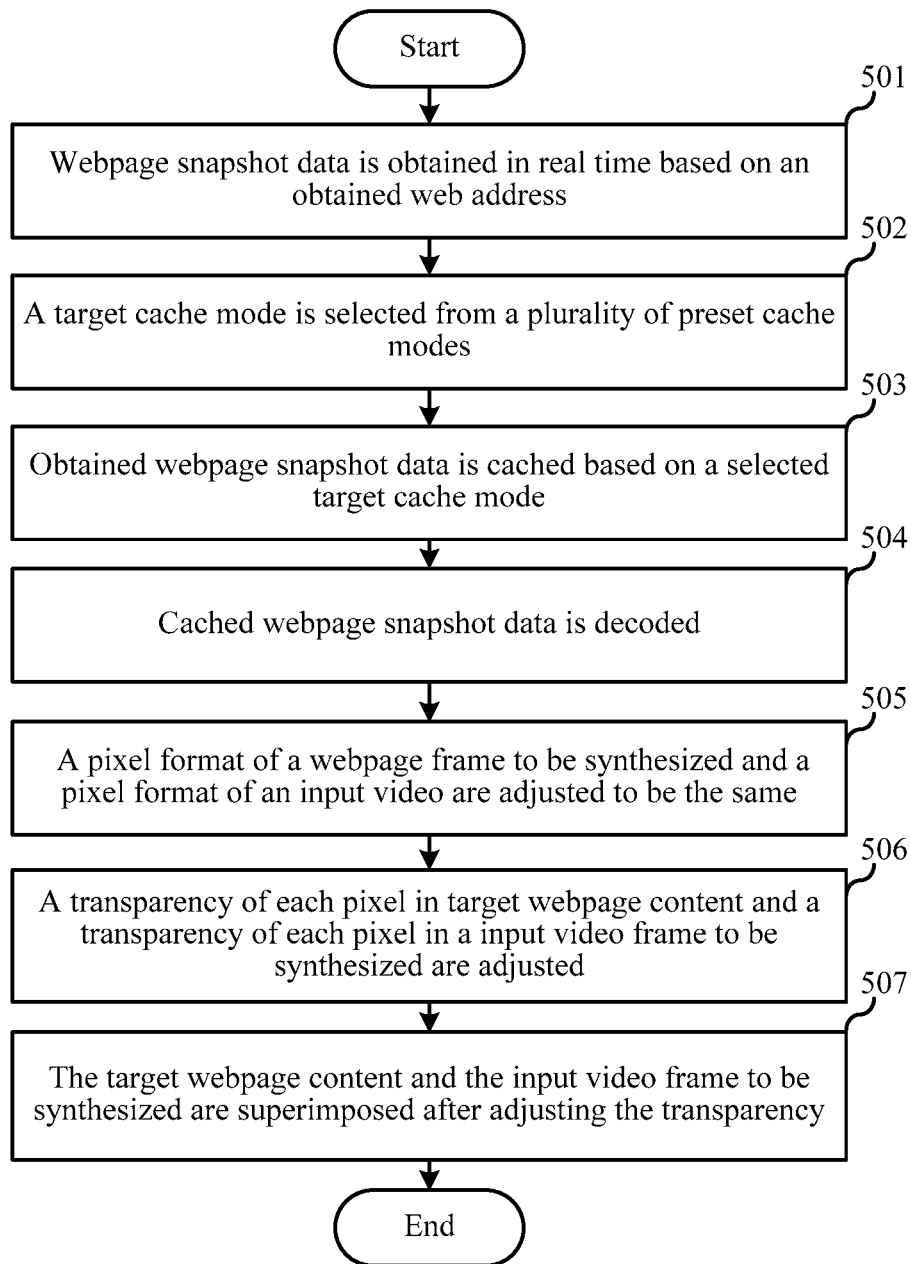 Start
501
Webpage snapshot data is obtained in real time based on an
obtained web address
502
A target cache mode is selected from a plurality of preset cache
modes
503
Obtained webpage snapshot data is cached based on a selected
target cache mode
504
Cached webpage snapshot data is decoded
505
A pixel format of a webpage frame to be synthesized and a
pixel format of an input video are adjusted to be the same
506
A transparency of each pixel in target webpage content and a
transparency of each pixel in a input video frame to be
synthesized are adjusted
507
The target webpage content and the input video frame to be
synthesized are superimposed after adjusting the transparency
End